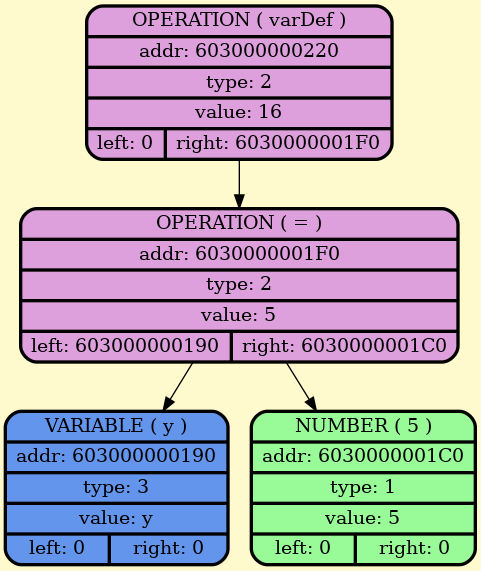 OPERATION ( varDef )
addr: 603000000220
type: 2
value: 16
left: 0 right: 6030000001F0
OPERATION ( = )
addr: 6030000001F0
type: 2
value: 5
left: 603000000190 right: 6030000001C0
VARIABLE ( y )
addr: 603000000190
type: 3
value: y
left: 0 right: 0
NUMBER ( 5 )
addr: 6030000001C0
type: 1
value: 5
left: 0 right: 0